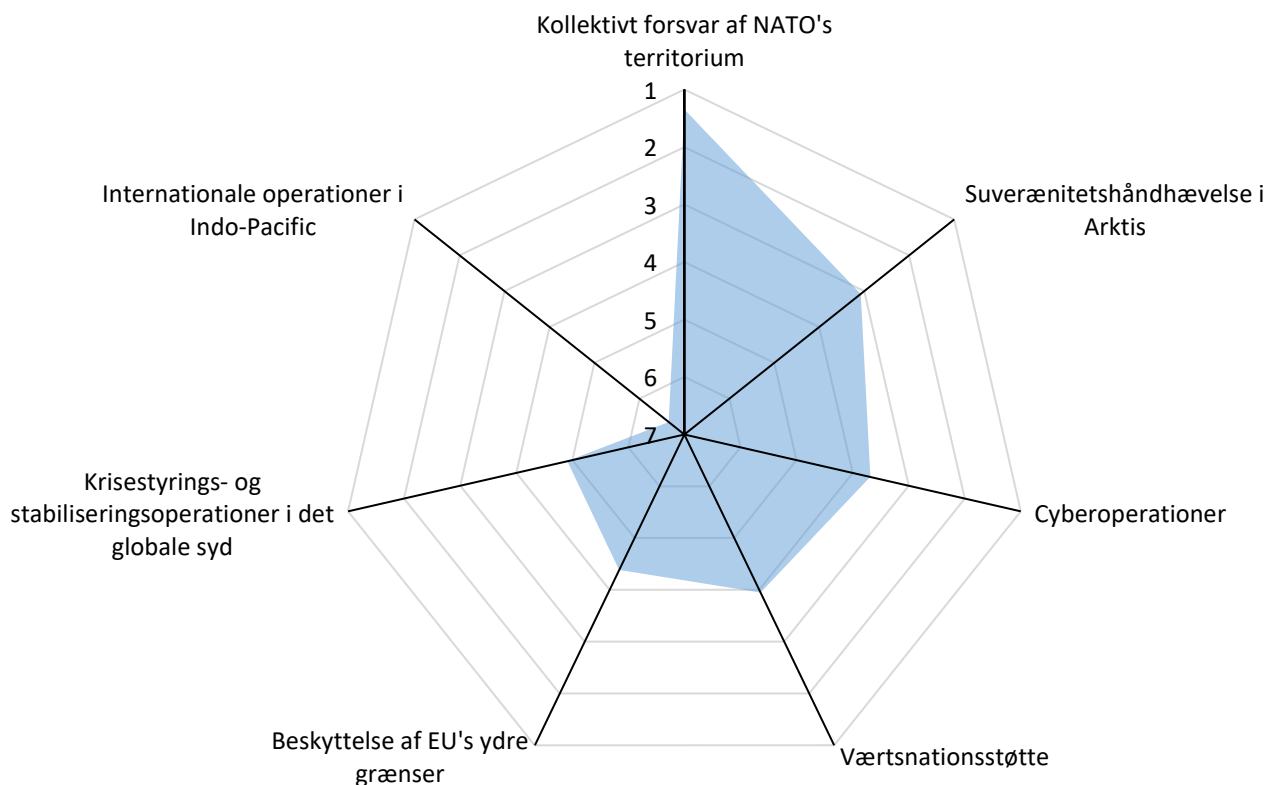 Kollektivt forsvar af NATO's
territorium
Suverænitetshåndhævelse i
Arktis
Cyberoperationer
Værtsnationsstøtte
Beskyttelse af EU's ydre
grænser
Krisestyrings- og
stabiliseringsoperationer i det
globale syd
Internationale operationer i
Indo-Pacific
1
2
3
4
5
6
7